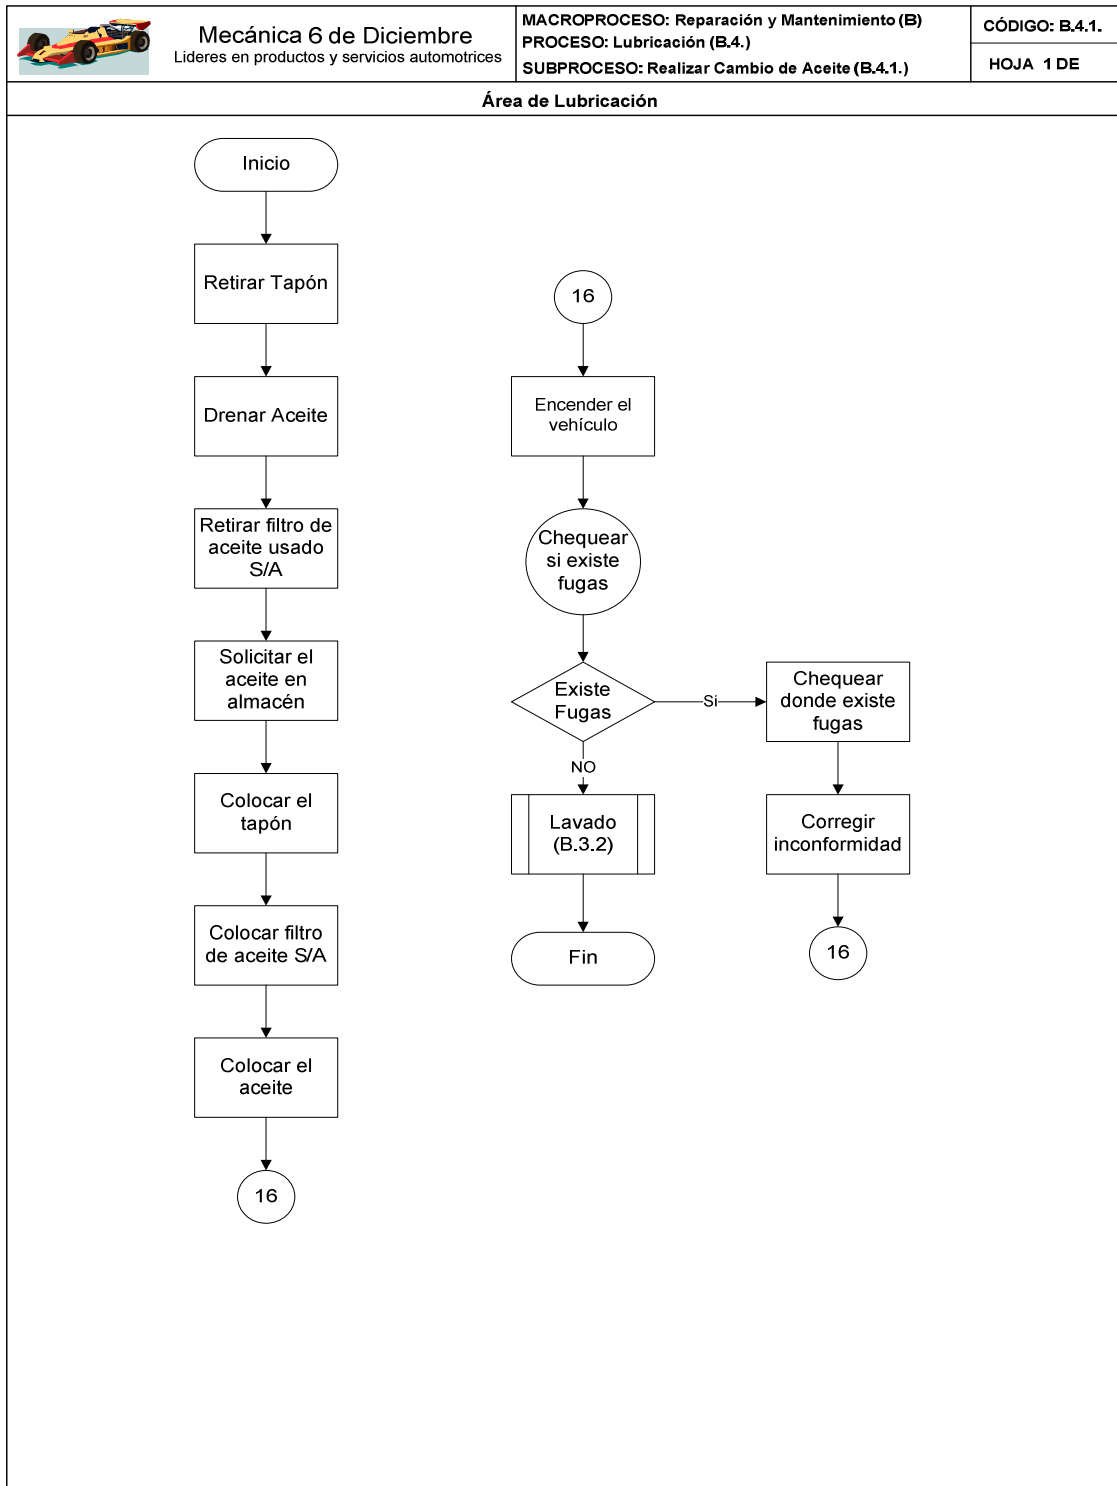 Mecánica 6 de Diciembre
Lideres en productos y servicios automotrices
MACROPROCESO: Reparación y Mantenimiento (B)
PROCESO: Lubricación (B.4.)
SUBPROCESO: Realizar Cambio de Aceite (B.4.1.)
CÓDIGO: B.4.1.
HOJA 1 DE
Área de Lubricación
Inicio
Retirar Tapón
Drenar Aceite
Retirar filtro de
aceite usado
S/A
Solicitar el
aceite en
almacén
Colocar el
tapón
Colocar filtro
de aceite S/A
Colocar el
aceite
16
16
Encender el
vehículo
Chequear
si existe
fugas
Existe
Fugas
Si
NO
Lavado
(B.3.2)
Fin
Chequear
donde existe
fugas
Corregir
inconformidad
16